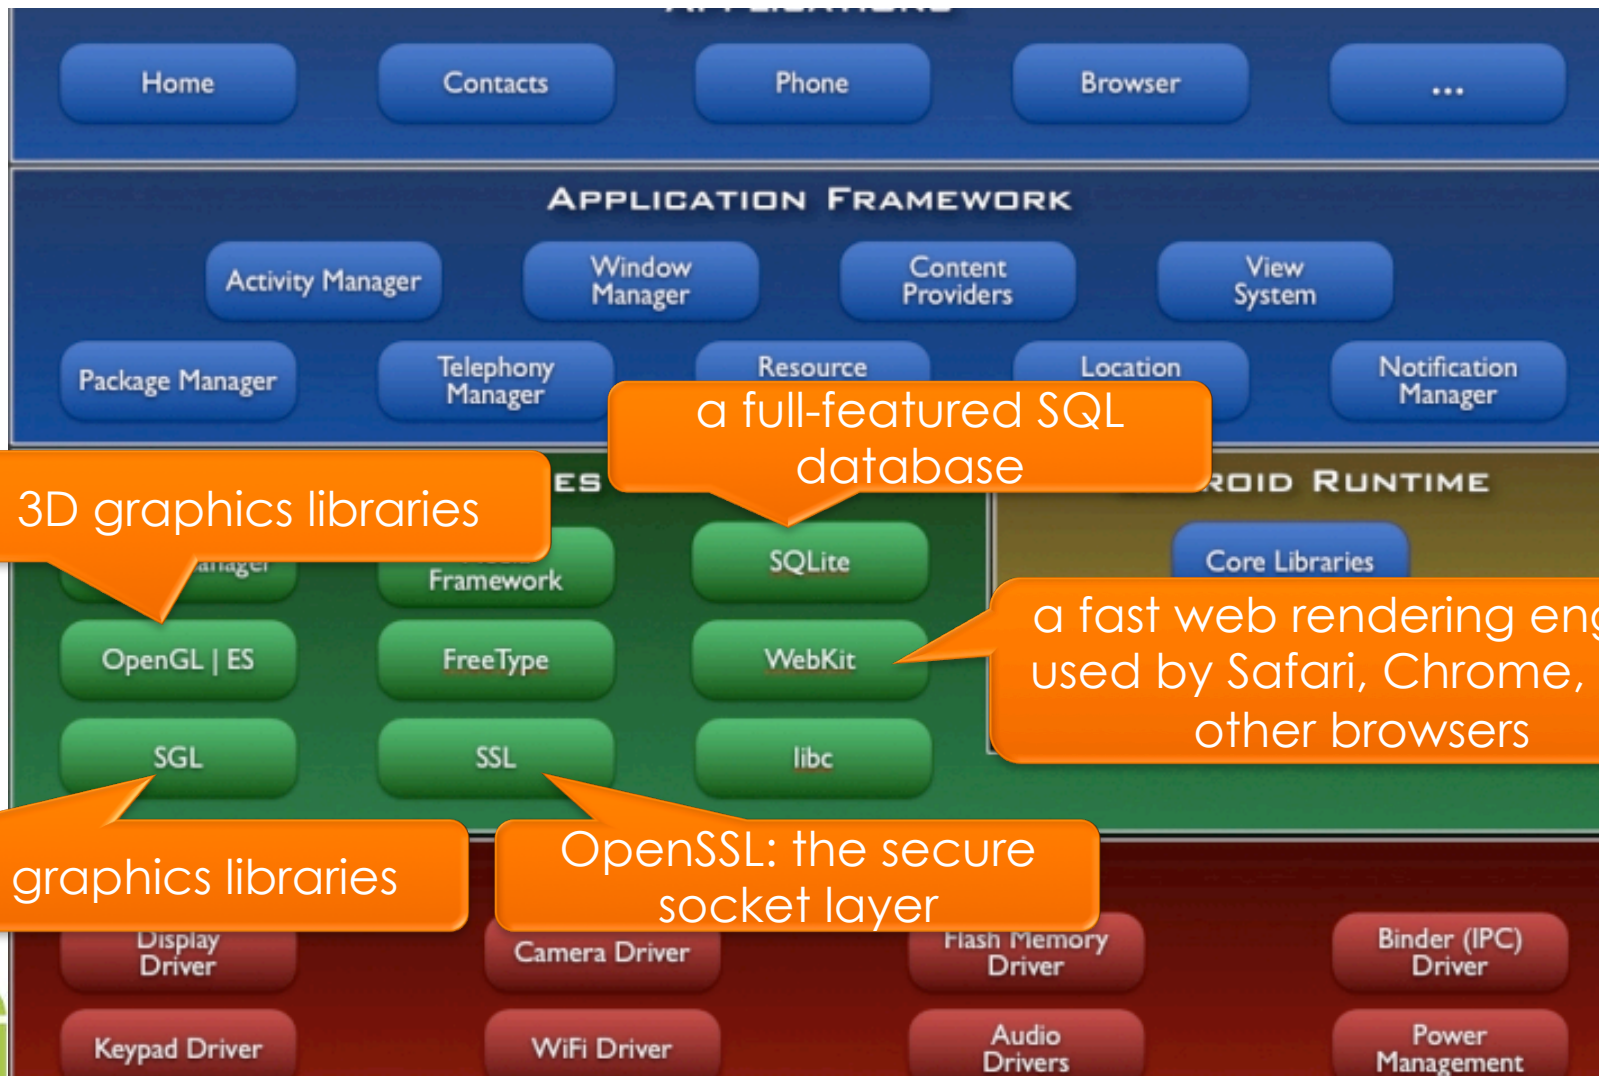 Home
Contacts
Phone
Browser
...
APPLICATION FRAMEWORK
Activity Manager
Window
Manager
Content
Providers
View
System
Package Manager
Telephony
Manager
Resource
Location
Notification
Manager
a full-featured SQL
database
3D graphics libraries
ES
RUNTIME
Framework
SQLite
Core Libraries
OpenGL | ES
FreeType
WebKit
a fast web rendering
used by Safari, Chrome,
other browsers
SGL
SSL
libc
graphics libraries
OpenSSL: the secure
socket layer
Display
Driver
Camera Driver
Flash Memory
Driver
Binder (IPC)
Driver
Keypad Driver
WiFi Driver
Audio
Drivers
Power
Management